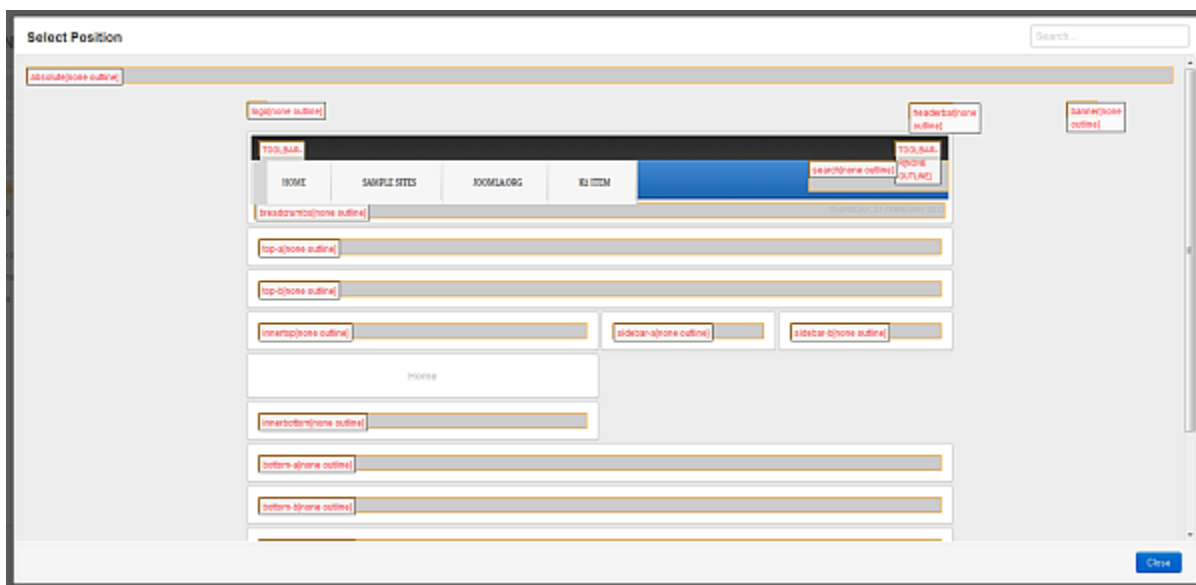 Select Position
Search...
absolute[none outline]
logo[none outline]
headerbar[none
outline]
banner[none
outline]
TOOLBAR-
TOOLBAR-
R[NONE
OUTLINE]
HOME
SAMPLE SITES
JOOMLA.ORG
K2 ITEM
search[none outline]
breadcrumbs[none outline]
top-a[none outline]
top-b[none outline]
innertop[none outline]
sidebar-a[none outline]
sidebar-b[none outline]
Home
innerbottom[none outline]
bottom-a[none outline]
bottom-b[none outline]
Close